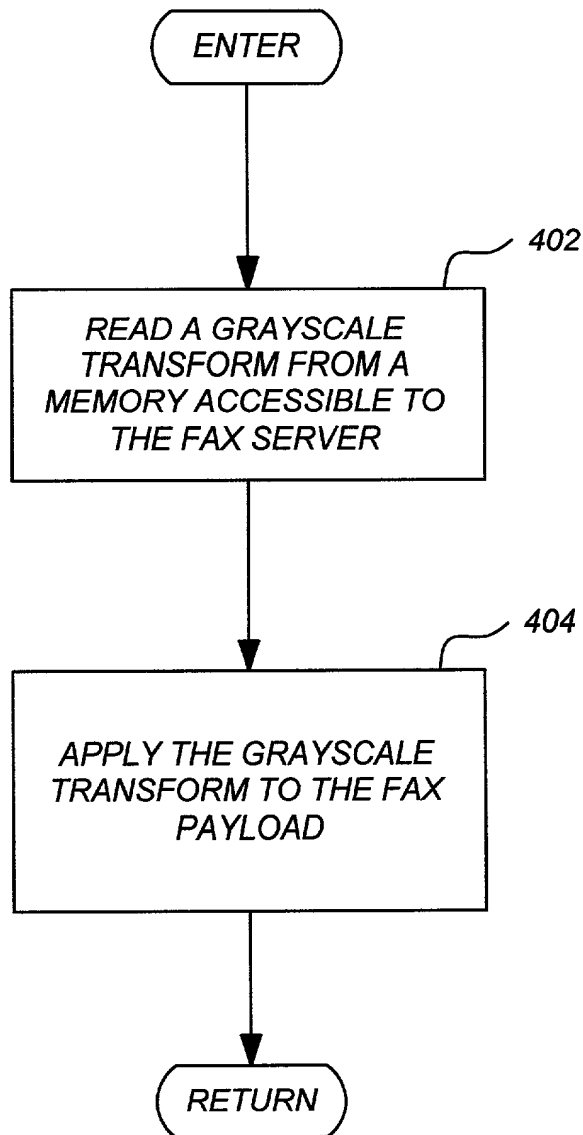 ENTER
402
READ A GRAYSCALE
TRANSFORM FROM A
MEMORY ACCESSIBLE TO
THE FAX SERVER
404
APPLY THE GRAYSCALE
TRANSFORM TO THE FAX
PAYLOAD
RETURN